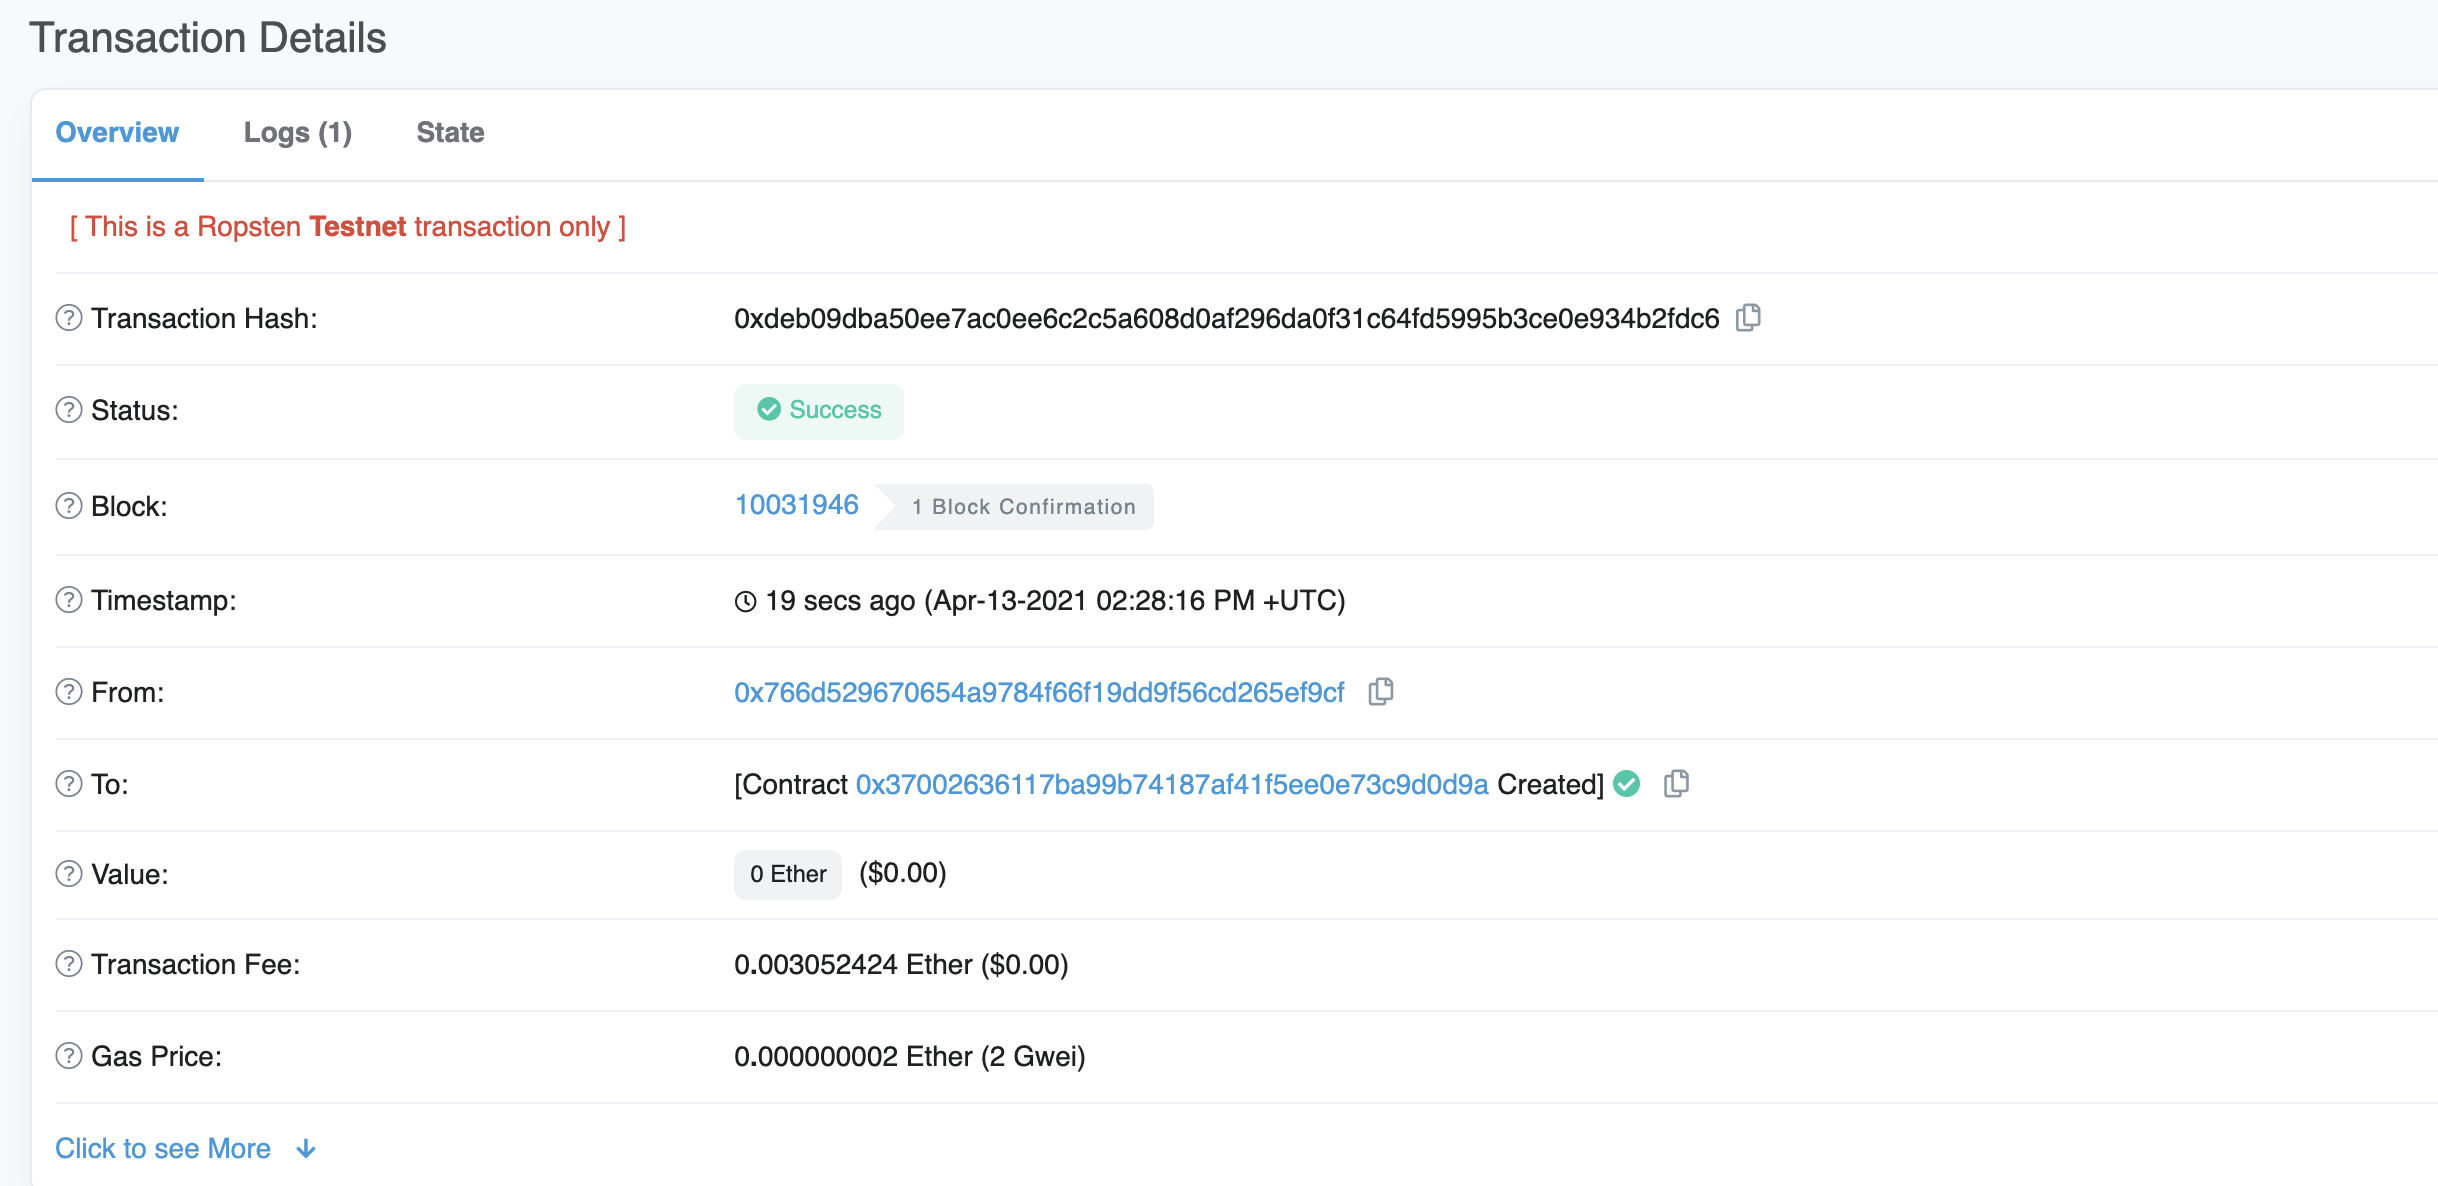 Transaction Details
Overview Logs (1) State
[ This is a Ropsten Testnet transaction only ]
Transaction Hash: 0xdeb09dba50ee7ac0ee6c2c5a608d0af296da0f31c64fd5995b3ce0e934b2fdc6
Status: Success
Block: 10031946 1 Block Confirmation
Timestamp: 19 secs ago (Apr-13-2021 02:28:16 PM +UTC)
From: 0x766d529670654a9784f66f19dd9f56cd265ef9cf
To: [Contract 0x37002636117ba99b74187af41f5ee0e73c9d0d9a Created]
Value: 0 Ether ($0.00)
Transaction Fee: 0.003052424 Ether ($0.00)
Gas Price: 0.000000002 Ether (2 Gwei)
Click to see More